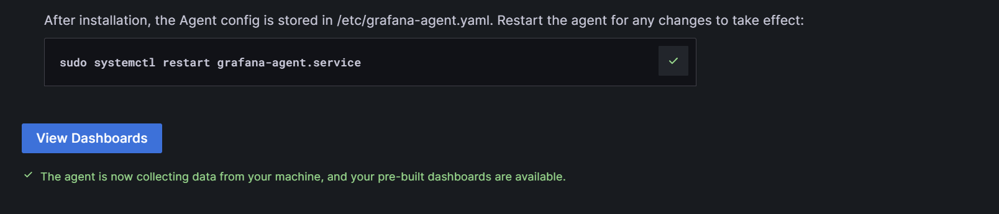 After installation, the Agent config is stored in /etc/grafana-agent.yaml. Restart the agent for any changes to take effect:
sudo systemctl restart grafana-agent.service
View Dashboards
The agent is now collecting data from your machine, and your pre-built dashboards are available.